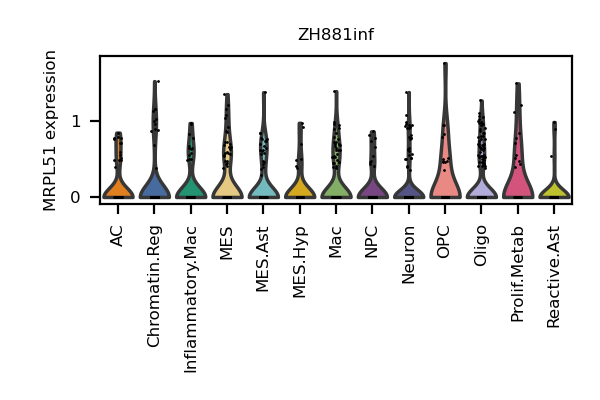 ZH881inf
MRPL51 expression
1
0
AC
Chromatin.Reg
Inflammatory.Mac
MES
MES.Ast
MES.Hyp
Mac
NPC
Neuron
OPC
Oligo
Prolif.Metab
Reactive.Ast